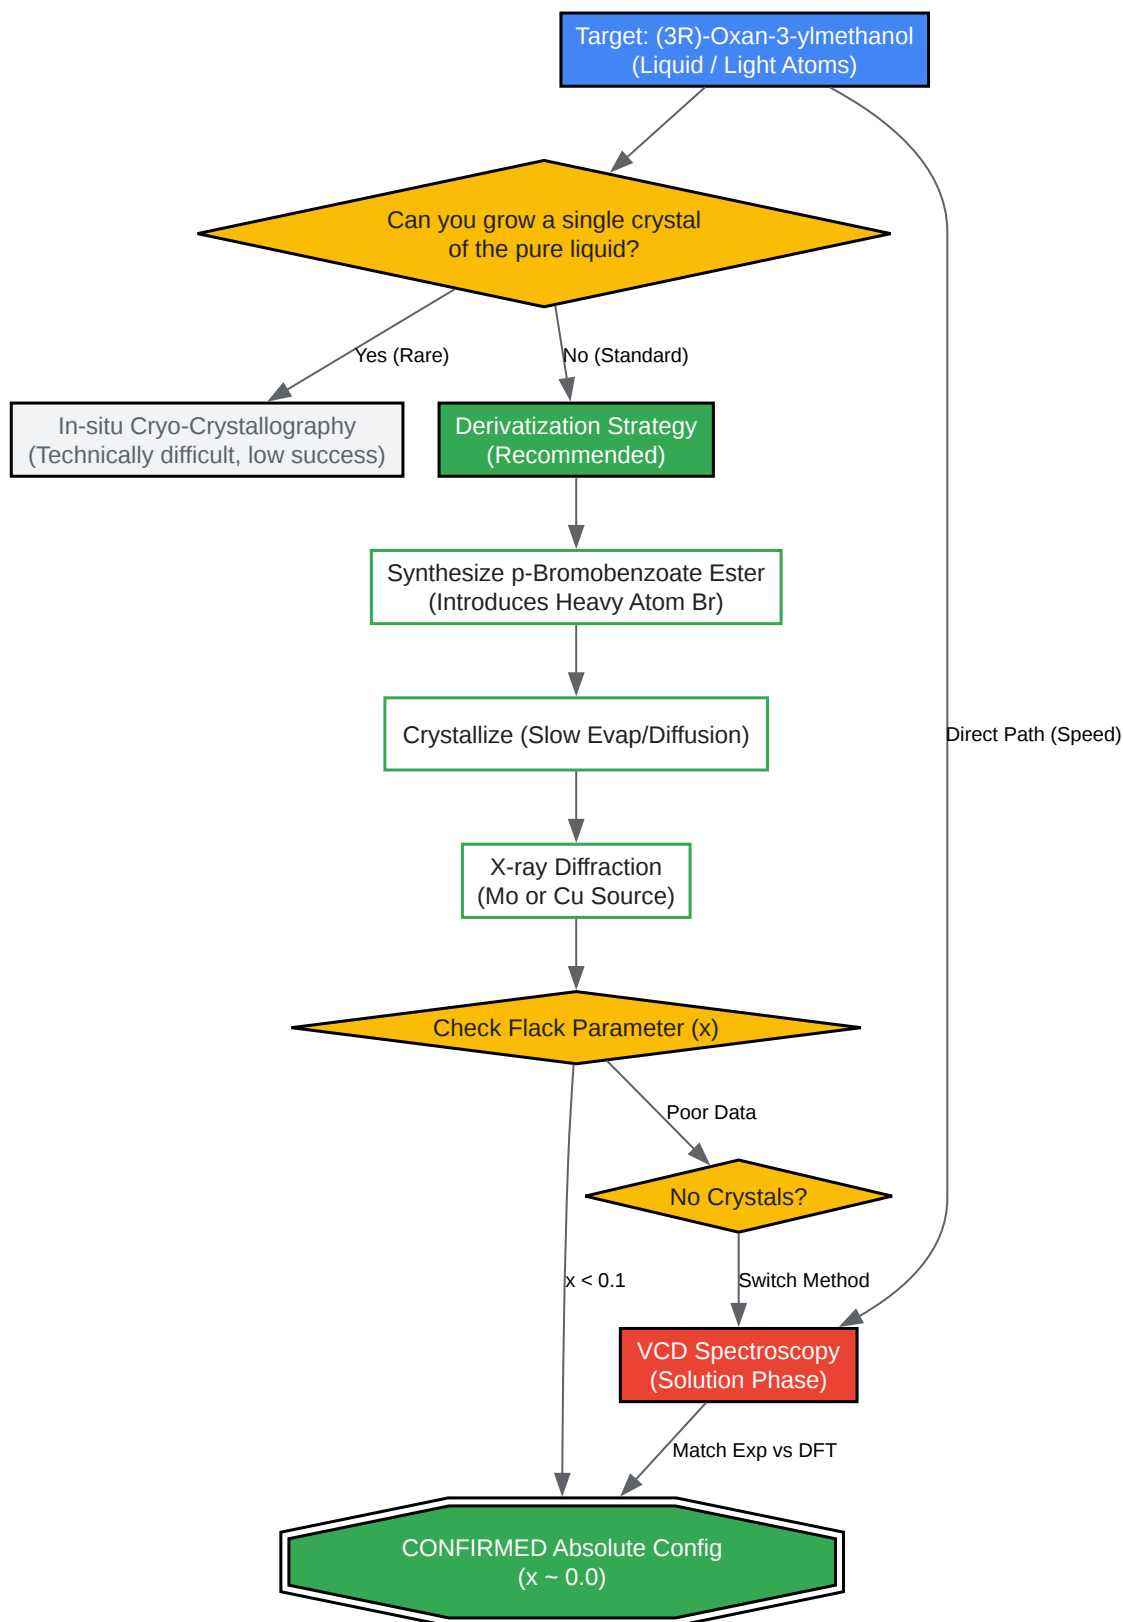 Target: (3R)-Oxan-3-ylmethanol
(Liquid / Light Atoms)
Can you grow a single crystal
of the pure liquid?
Yes (Rare)
No (Standard)
In-situ Cryo-Crystallography
(Technically difficult, low success)
Derivatization Strategy
(Recommended)
Synthesize p-Bromobenzoate Ester
(Introduces Heavy Atom Br)
Crystallize (Slow Evap/Diffusion)
Direct Path (Speed)
X-ray Diffraction
(Mo or Cu Source)
Check Flack Parameter (x)
Poor Data
No Crystals?
x < 0.1
Switch Method
VCD Spectroscopy
(Solution Phase)
Match Exp vs DFT
CONFIRMED Absolute Config
(x ~ 0.0)